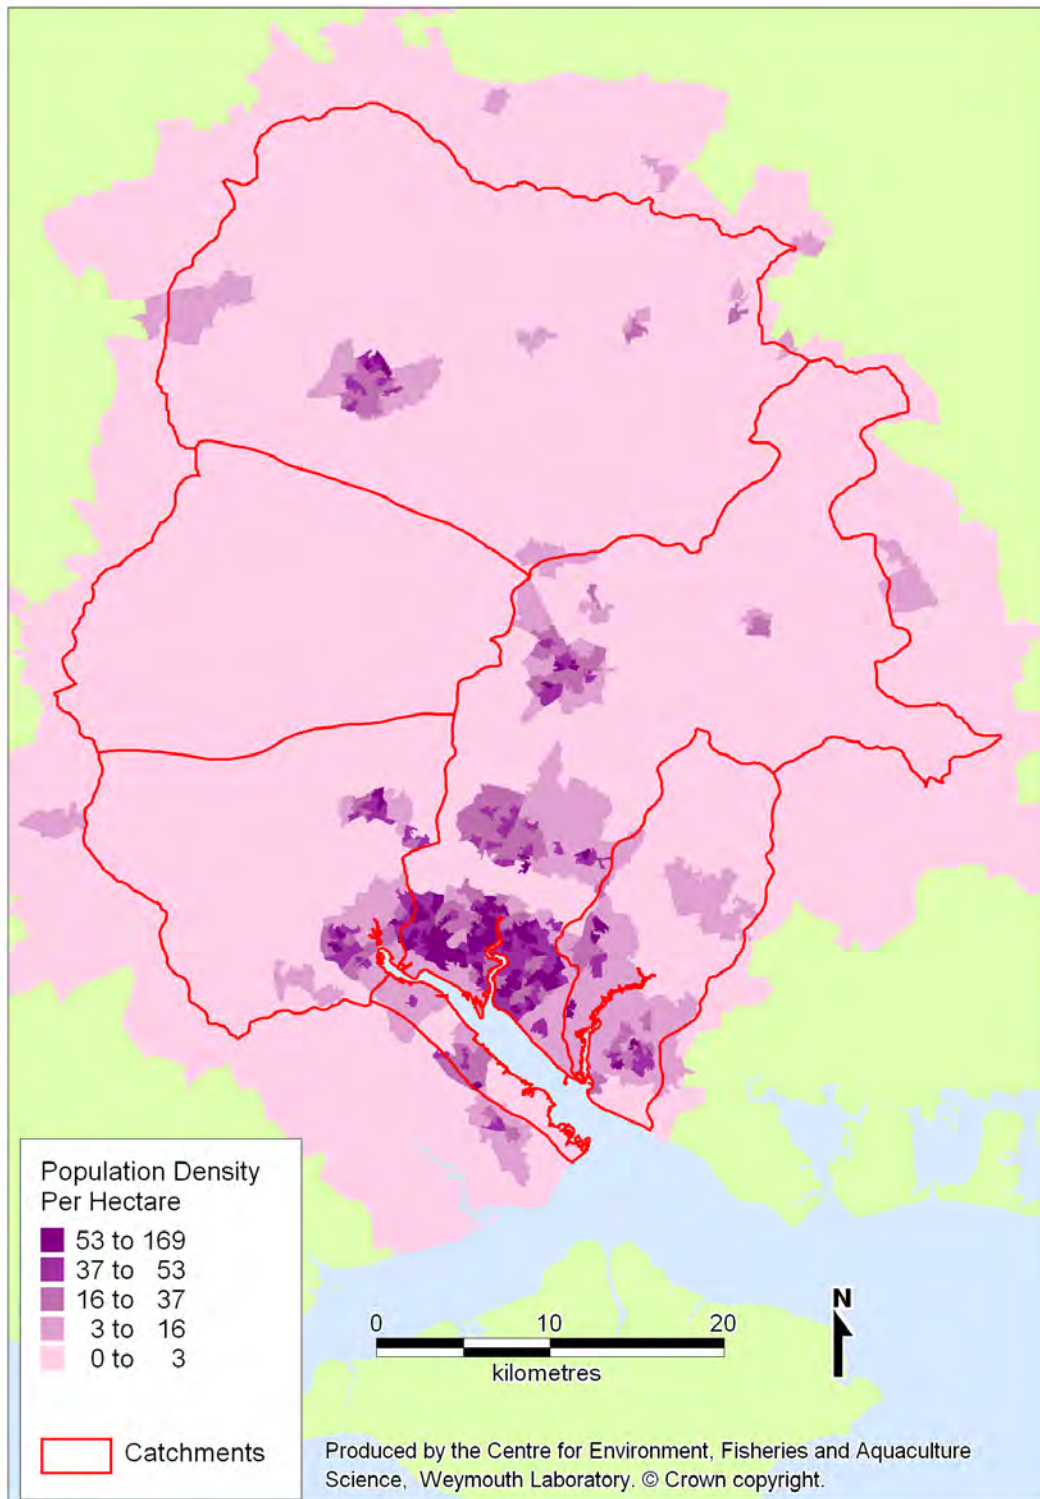 Population Density
Per Hectare
53 to 169
37 to 53
16 to 37
3 to 16
0 to 3
Catchments
0 10 20
kilometres
N
Produced by the Centre for Environment, Fisheries and Aquaculture
Science, Weymouth Laboratory. © Crown copyright.